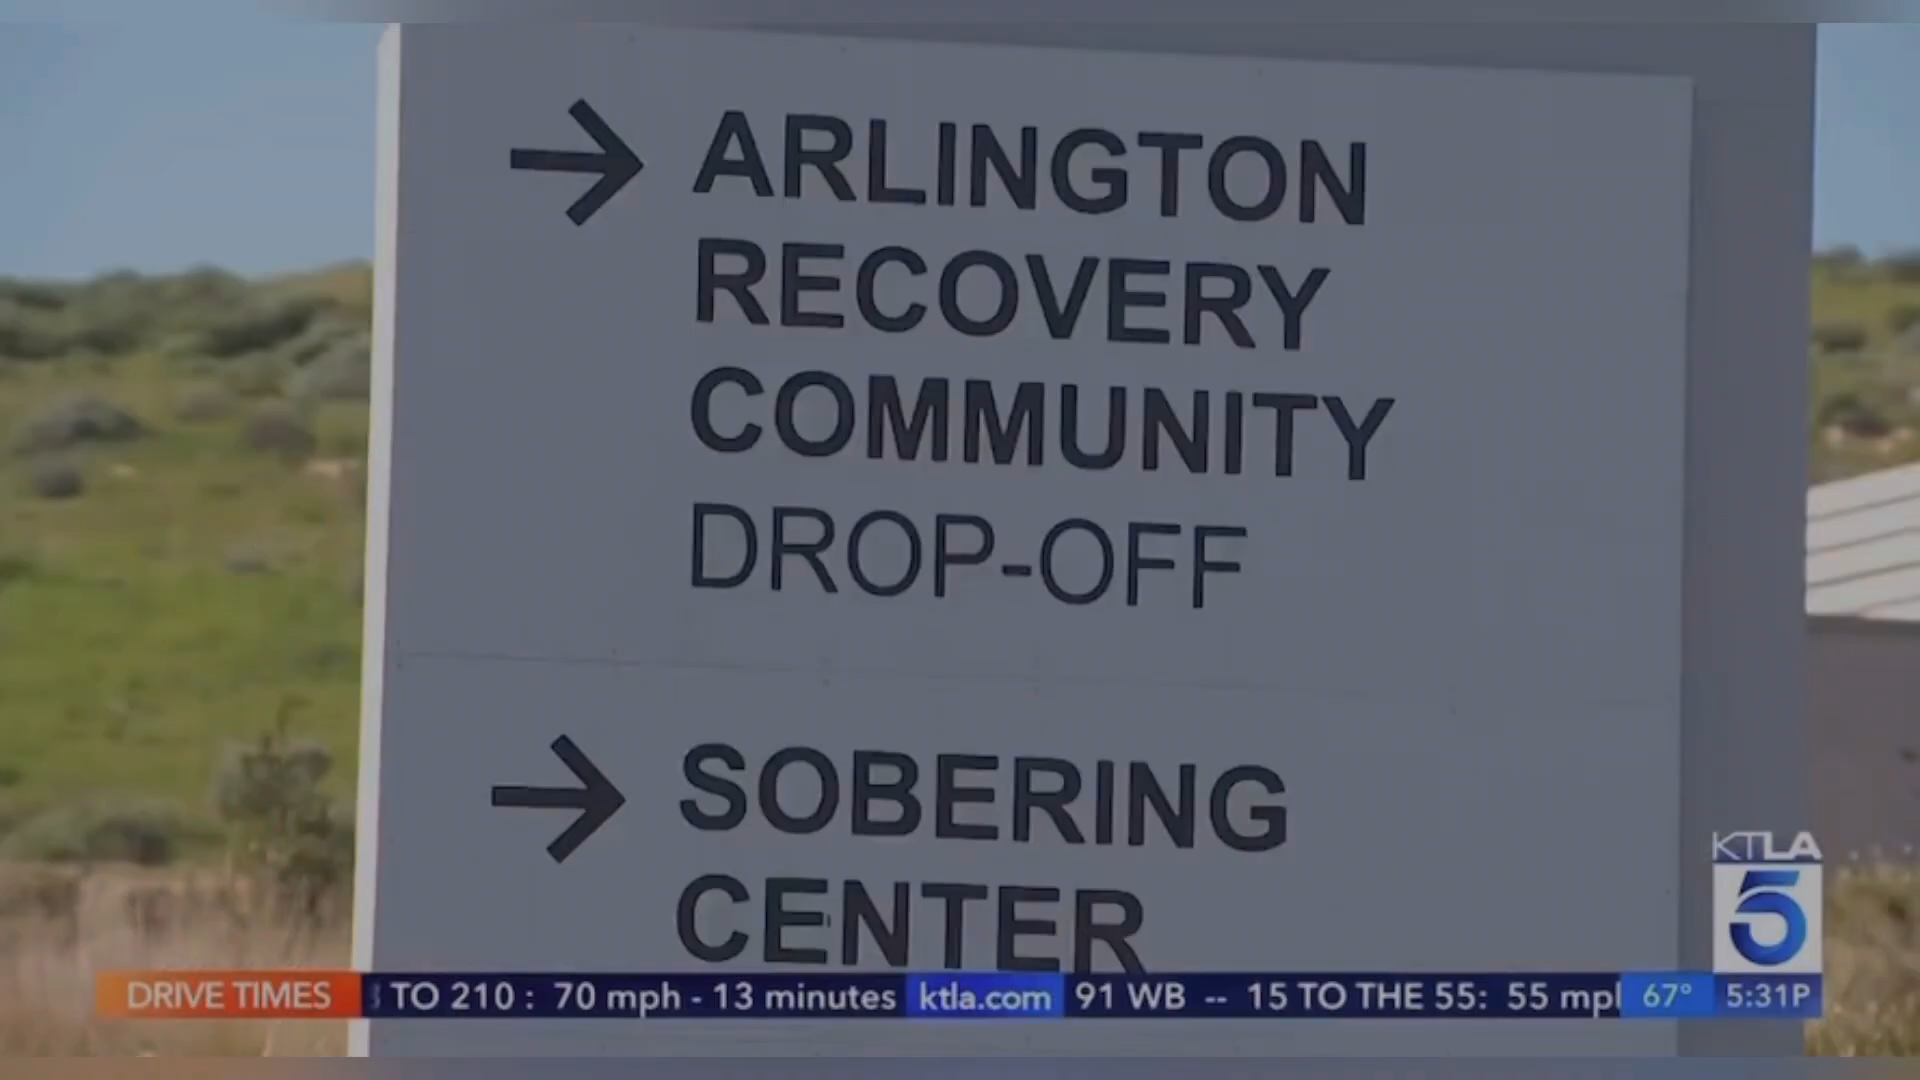 → ARLINGTON
RECOVERY
COMMUNITY
DROP-OFF
→ SOBERING
CENTER
KTLA
5
DRIVE TIMES
TO 210 : 70 mph - 13 minutes
ktla.com
91 WB -- 15 TO THE 55: 55
67°
5:31P